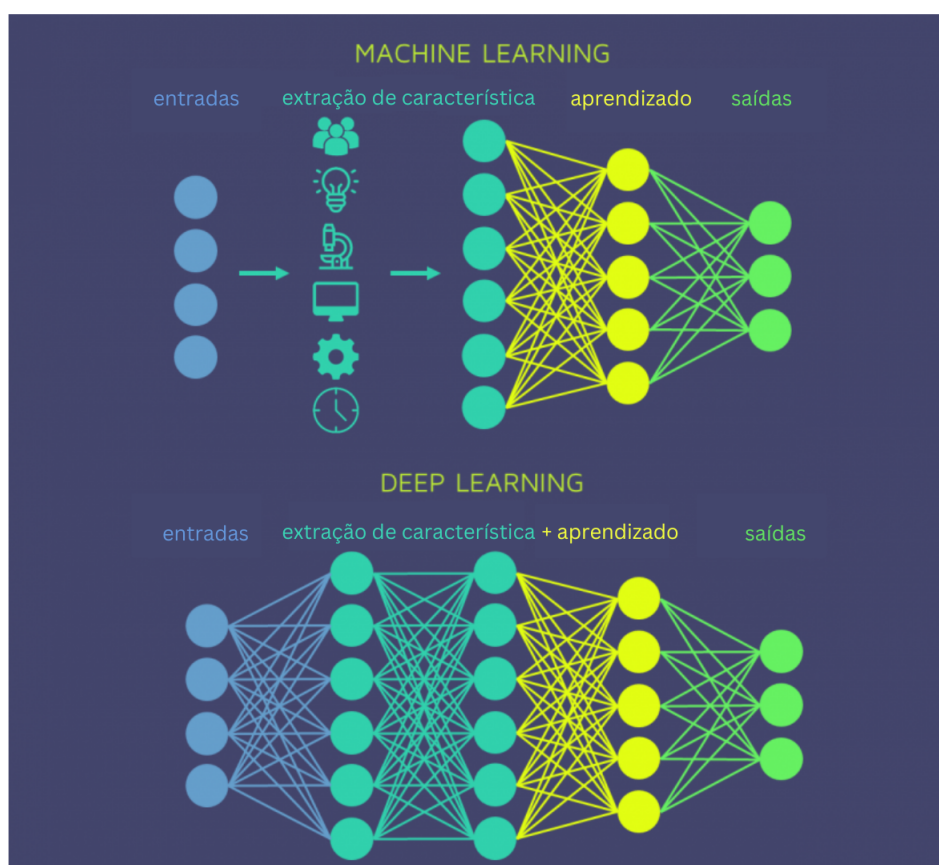 MACHINE LEARNING
entradas extração de característica aprendizado saídas
DEEP LEARNING
entradas extração de característica + aprendizado saídas